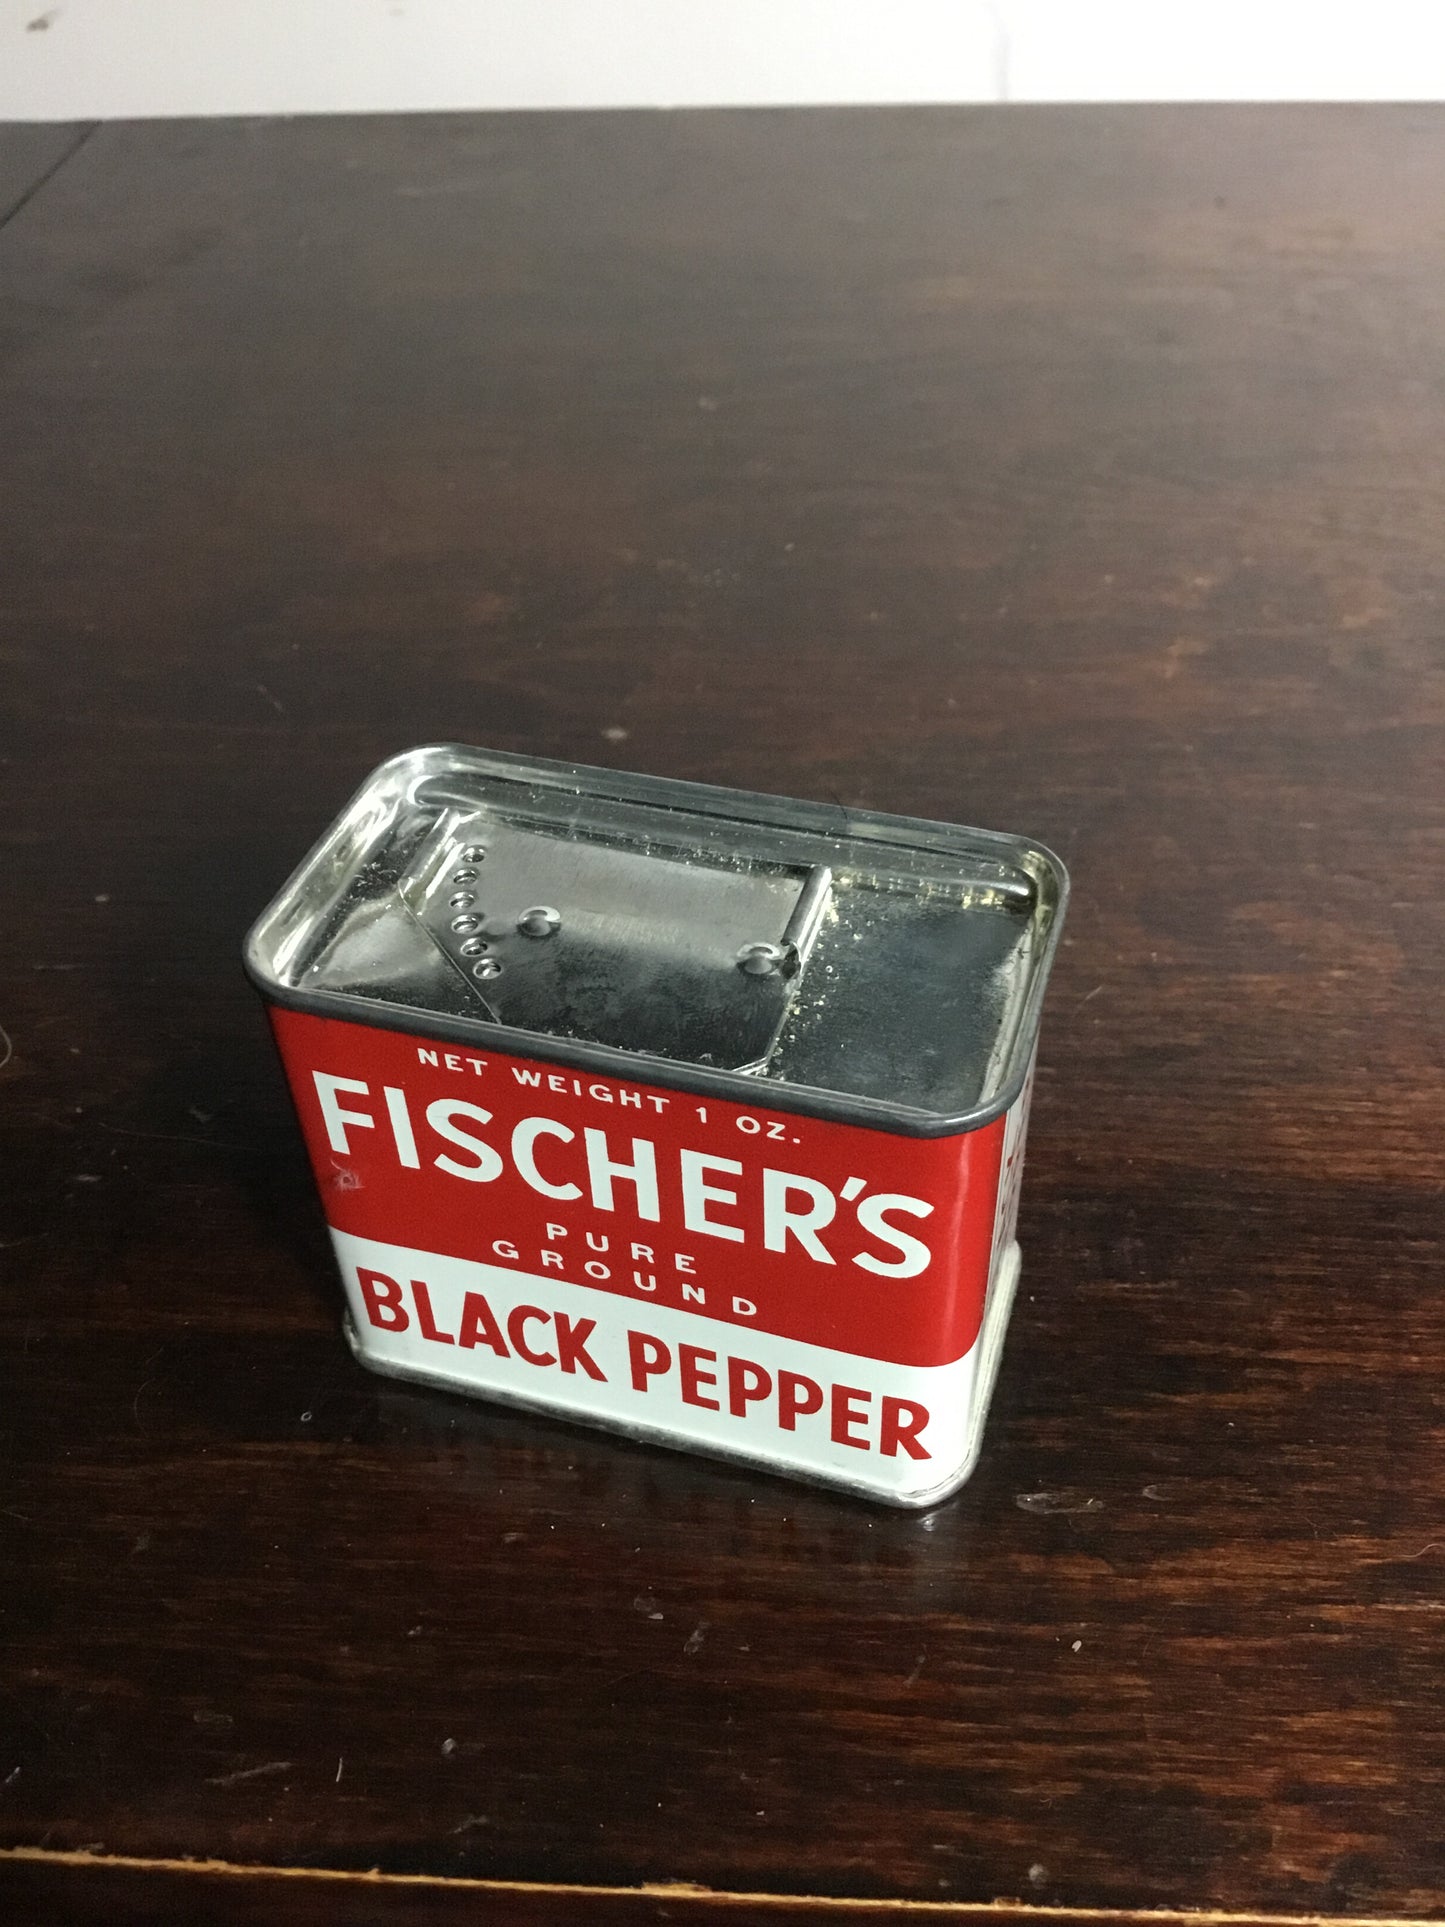 NET WEIGHT 1 OZ.
FISCHER'S
PURE
GROUND
BLACK PEPPER